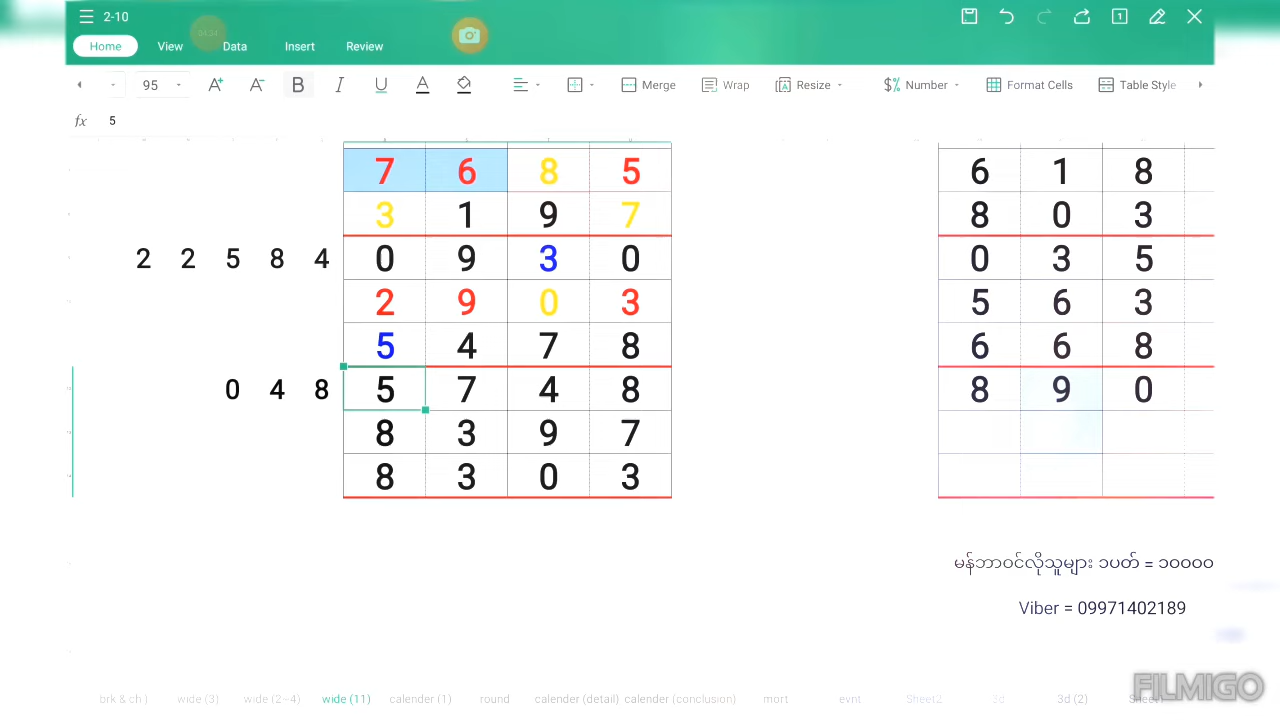 2-10
04:34
1
Home View Data Insert Review
95 A+ A- B I U A Merge Wrap Resize $% Number Format Cells Table Style
fx 5
7 6 8 5 6 1 8
3 1 9 7 8 0 3
2 2 5 8 4 0 9 3 0 0 3 5
2 9 0 3 5 6 3
5 4 7 8 6 6 8
0 4 8 5 7 4 8 8 9 0
8 3 9 7
8 3 0 3
မန်ဘာဝင်လိုသူများ ၁ပတ် = ၁၀၀၀၀
Viber = 09971402189
brk & ch ) wide (3) wide (2~4) wide (11) calender (1) round calender (detail) calender (conclusion) mort evnt Sheet2 3d 3d (2) Sheet
FILMIGO